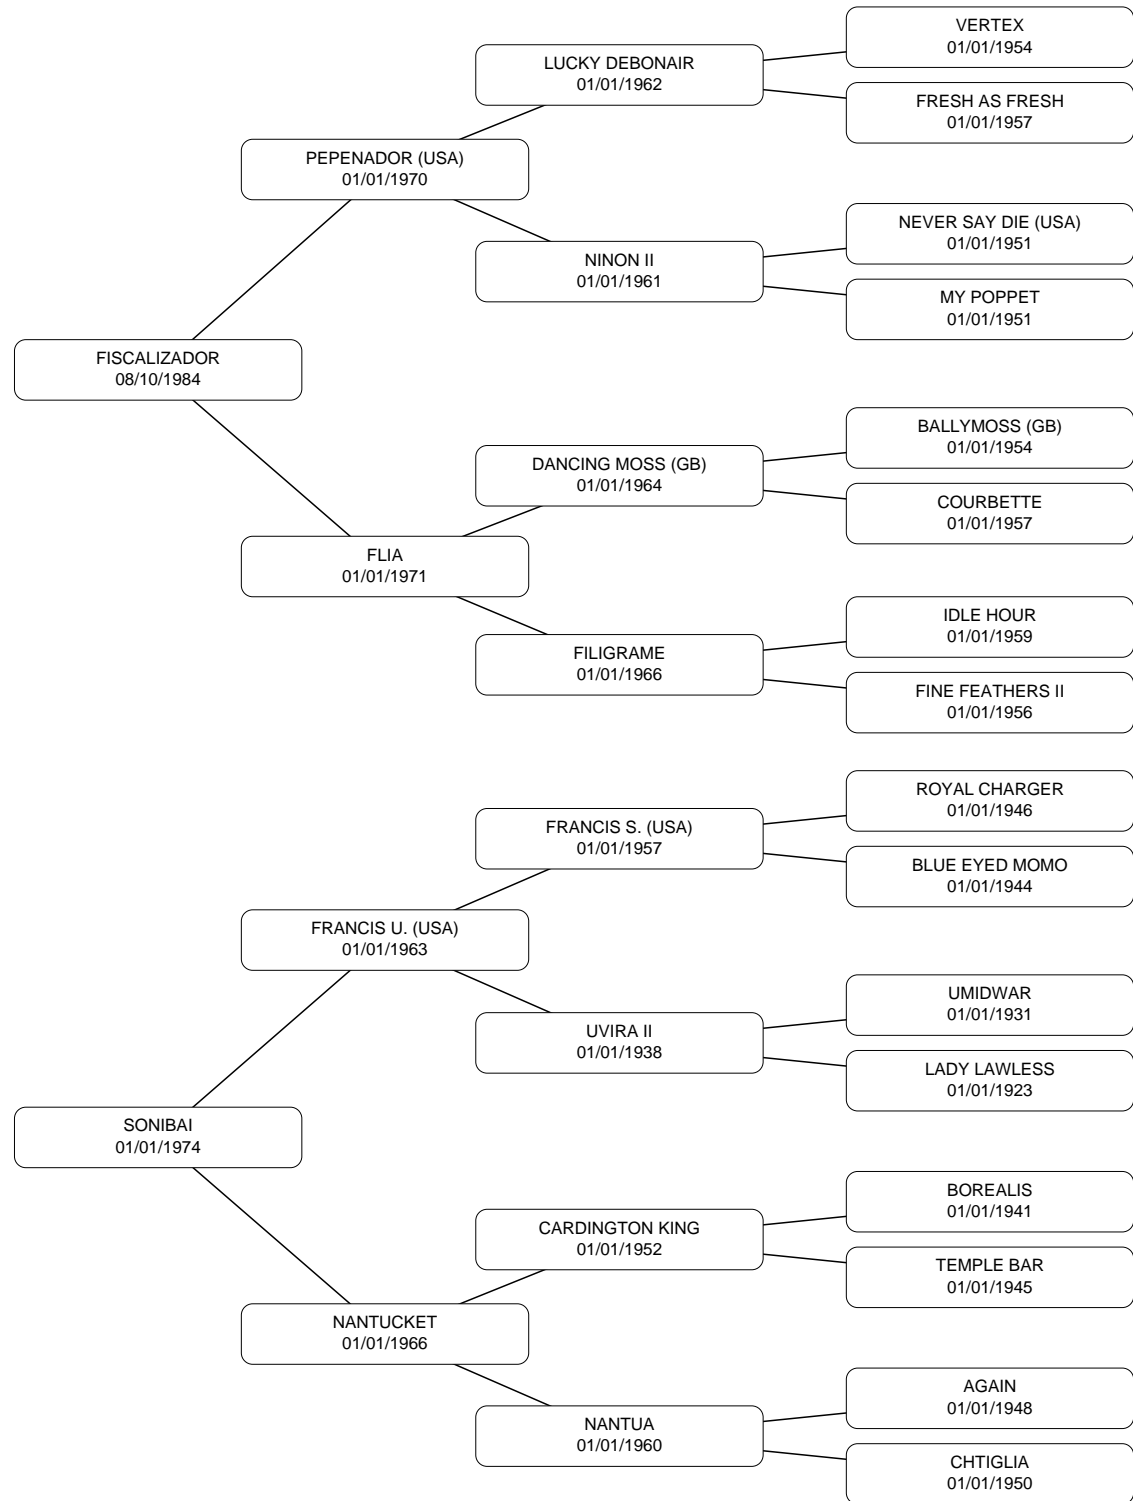 VERTEX
01/01/1954
LUCKY DEBONAIR
01/01/1962
FRESH AS FRESH
01/01/1957
PEPENADOR (USA)
01/01/1970
NEVER SAY DIE (USA)
01/01/1951
NINON II
01/01/1961
MY POPPET
01/01/1951
FISCALIZADOR
08/10/1984
BALLYMOSS (GB)
01/01/1954
DANCING MOSS (GB)
01/01/1964
COURBETTE
01/01/1957
FLIA
01/01/1971
IDLE HOUR
01/01/1959
FILIGRAME
01/01/1966
FINE FEATHERS II
01/01/1956
ROYAL CHARGER
01/01/1946
FRANCIS S. (USA)
01/01/1957
BLUE EYED MOMO
01/01/1944
FRANCIS U. (USA)
01/01/1963
UMIDWAR
01/01/1931
UVIRA II
01/01/1938
LADY LAWLESS
01/01/1923
SONIBAI
01/01/1974
BOREALIS
01/01/1941
CARDINGTON KING
01/01/1952
TEMPLE BAR
01/01/1945
NANTUCKET
01/01/1966
AGAIN
01/01/1948
NANTUA
01/01/1960
CHTIGLIA
01/01/1950